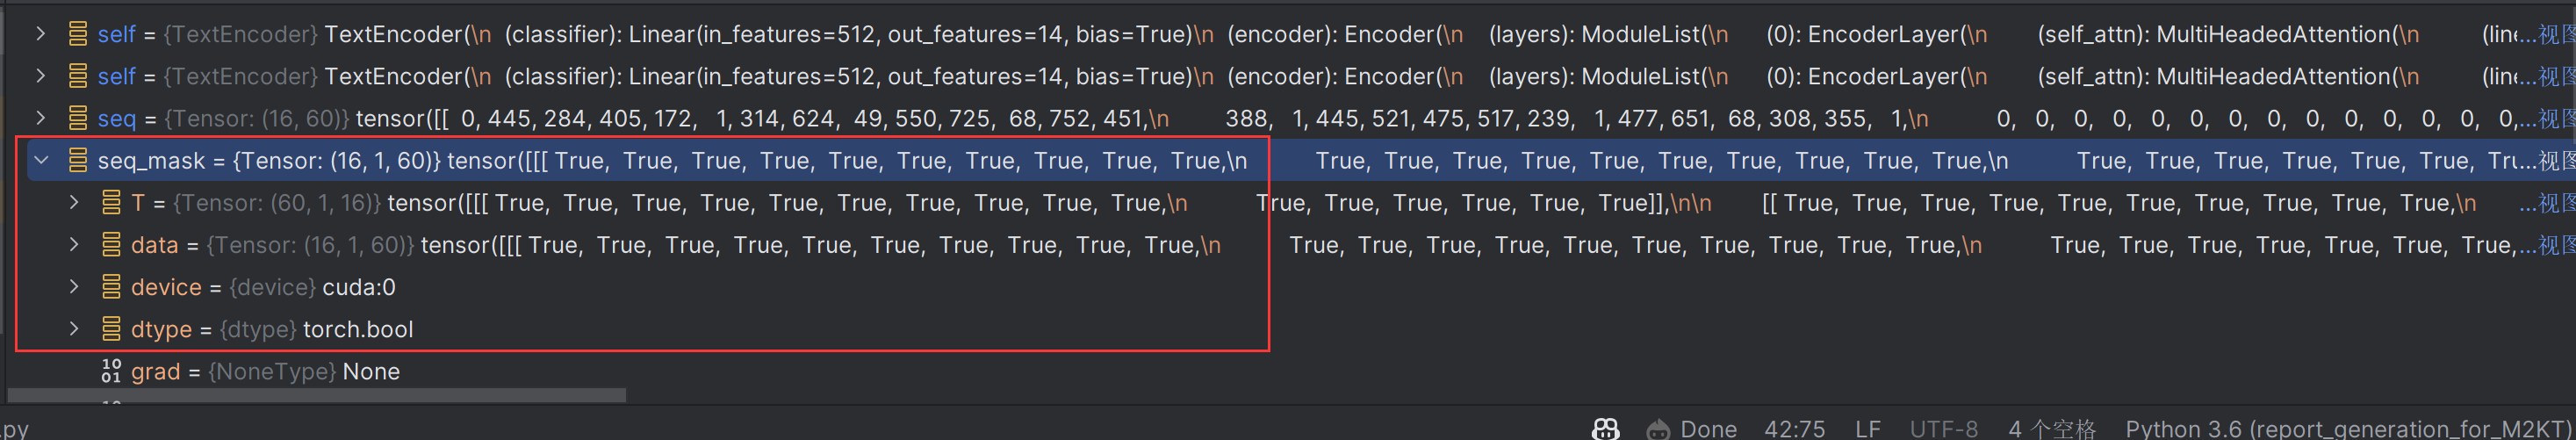 self = {TextEncoder} TextEncoder(\n (classifier): Linear(in_features=512, out_features=14, bias=True)\n (encoder): Encoder(\n (layers): ModuleList(\n (0): EncoderLayer(\n (self_attn): MultiHeadedAttention(\n (line...视图
self = {TextEncoder} TextEncoder(\n (classifier): Linear(in_features=512, out_features=14, bias=True)\n (encoder): Encoder(\n (layers): ModuleList(\n (0): EncoderLayer(\n (self_attn): MultiHeadedAttention(\n (line...视图
seq = {Tensor: (16, 60)} tensor([[ 0, 445, 284, 405, 172, 1, 314, 624, 49, 550, 725, 68, 752, 451,\n 388, 1, 445, 521, 475, 517, 239, 1, 477, 651, 68, 308, 355, 1,\n 0, 0, 0, 0, 0, 0, 0, 0, 0, 0, 0, 0, 0, 0,...视图
seq_mask = {Tensor: (16, 1, 60)} tensor([[[ True, True, True, True, True, True, True, True, True, True,\n True, True, True, True, True, True, True, True, True, True,\n True, True, True, True, True, True, Tru...视图
T = {Tensor: (60, 1, 16)} tensor([[[ True, True, True, True, True, True, True, True, True, True,\n True, True, True, True, True, True]],\n\n [[ True, True, True, True, True, True, True, True, True, True,\n ...视图
data = {Tensor: (16, 1, 60)} tensor([[[ True, True, True, True, True, True, True, True, True, True,\n True, True, True, True, True, True, True, True, True, True,\n True, True, True, True, True, True, True,...视图
device = {device} cuda:0
dtype = {dtype} torch.bool
grad = {NoneType} None
.py Done 42:75 LF UTF-8 4 个空格 Python 3.6 (report_generation_for_M2KT)